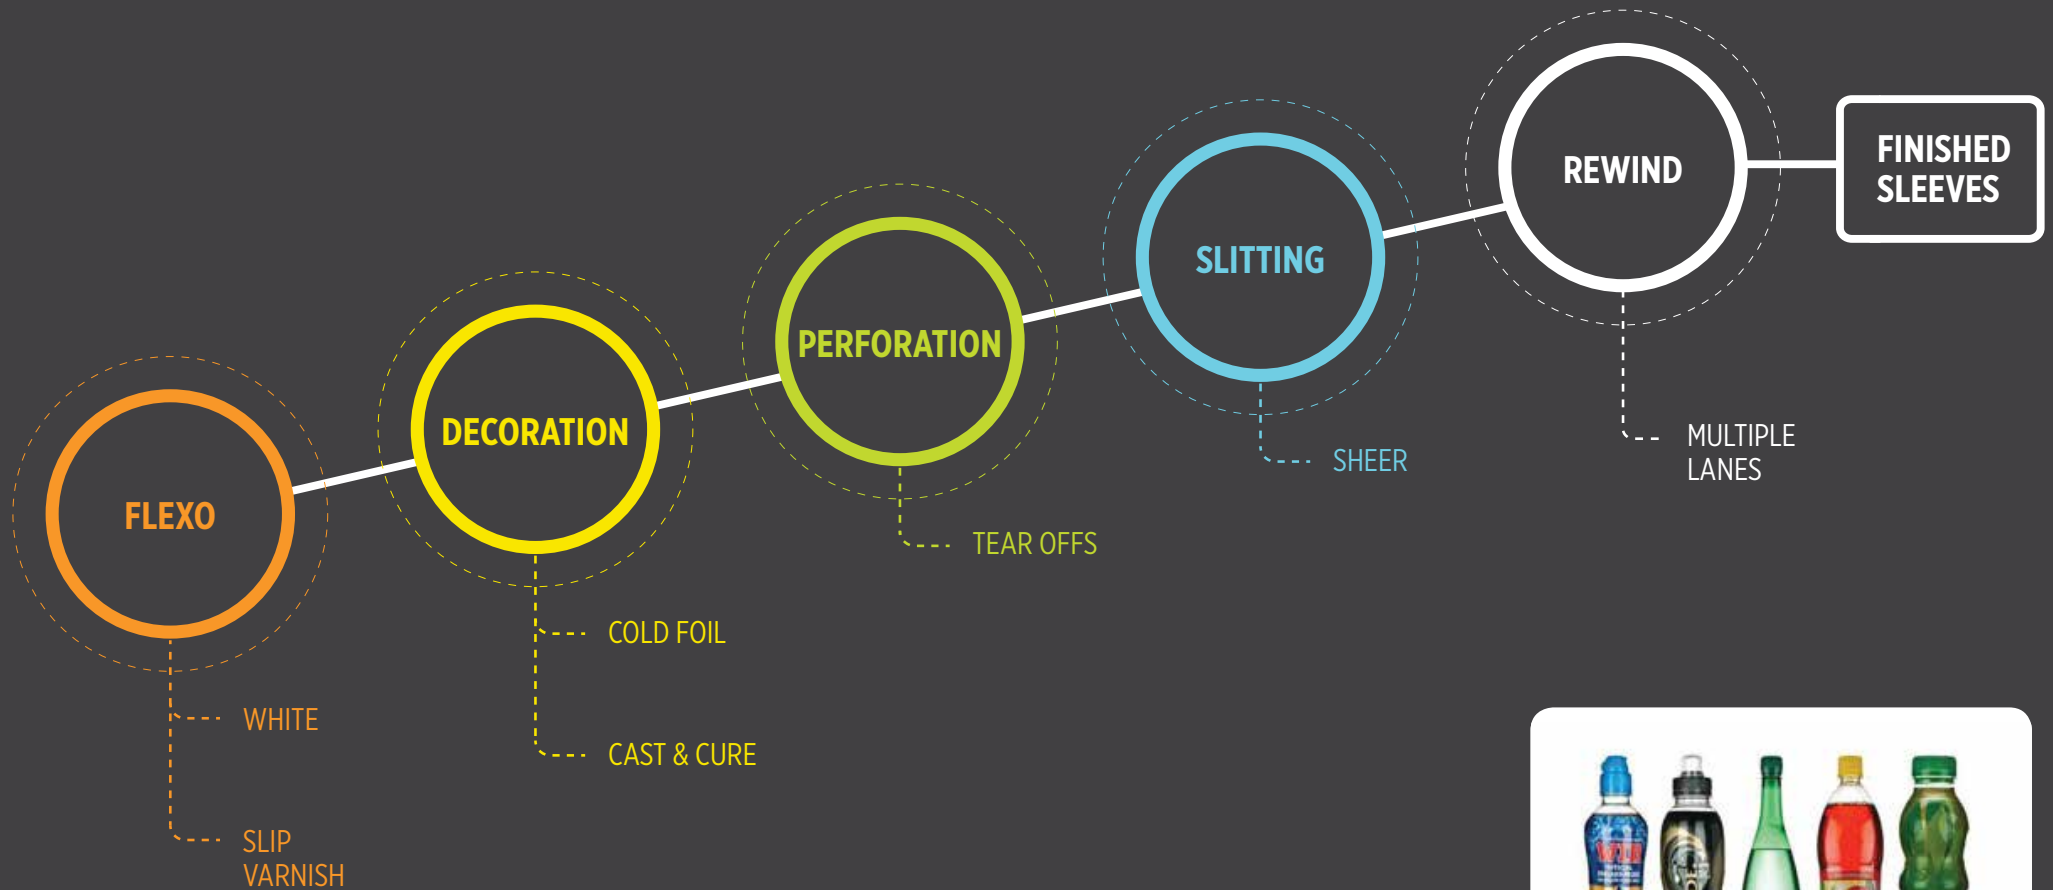 FLEXO
WHITE
SLIP
VARNISH
DECORATION
COLD FOIL
CAST & CURE
PERFORATION
TEAR OFFS
SLITTING
SHEER
REWIND
MULTIPLE
LANES
FINISHED
SLEEVES
WIN